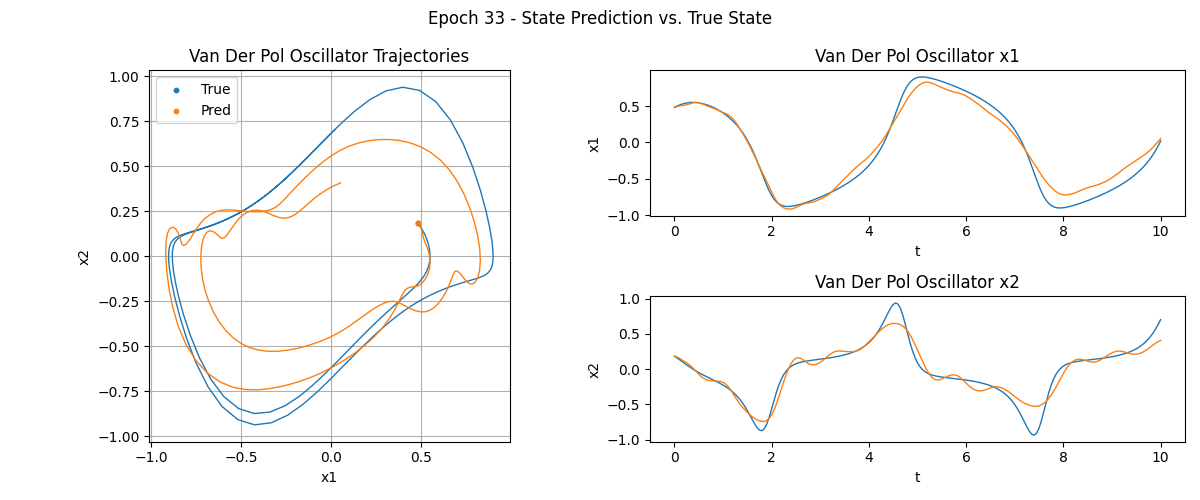 Epoch 33 - State Prediction vs. True State
Van Der Pol Oscillator Trajectories
True
Pred
1.00
0.75
0.50
0.25
0.00
−0.25
−0.50
−0.75
−1.00
x2
−1.0
−0.5
0.0
0.5
x1
Van Der Pol Oscillator x1
0.5
0.0
−0.5
−1.0
x1
0
2
4
6
8
10
t
Van Der Pol Oscillator x2
1.0
0.5
0.0
−0.5
−1.0
x2
0
2
4
6
8
10
t